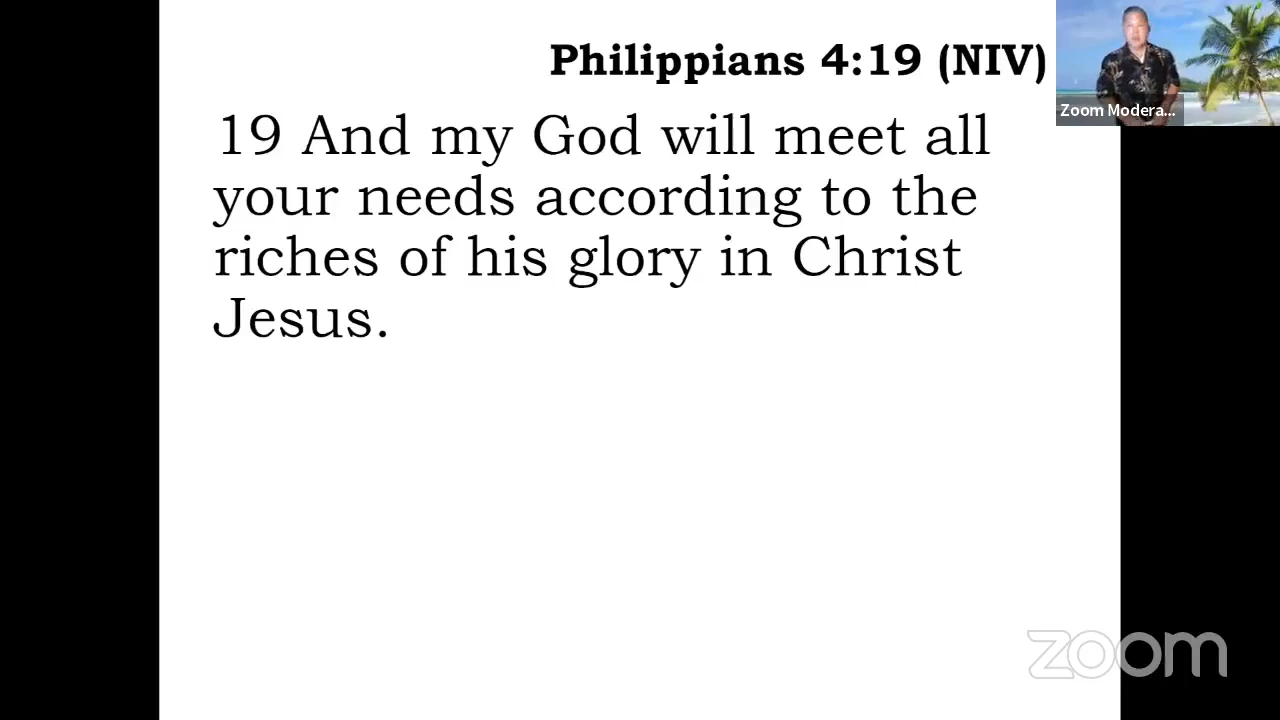 Philippians 4:19 (NIV)
19 And my God will meet all
your needs according to the
riches of his glory in Christ
Jesus.
Zoom Modera...
zoom